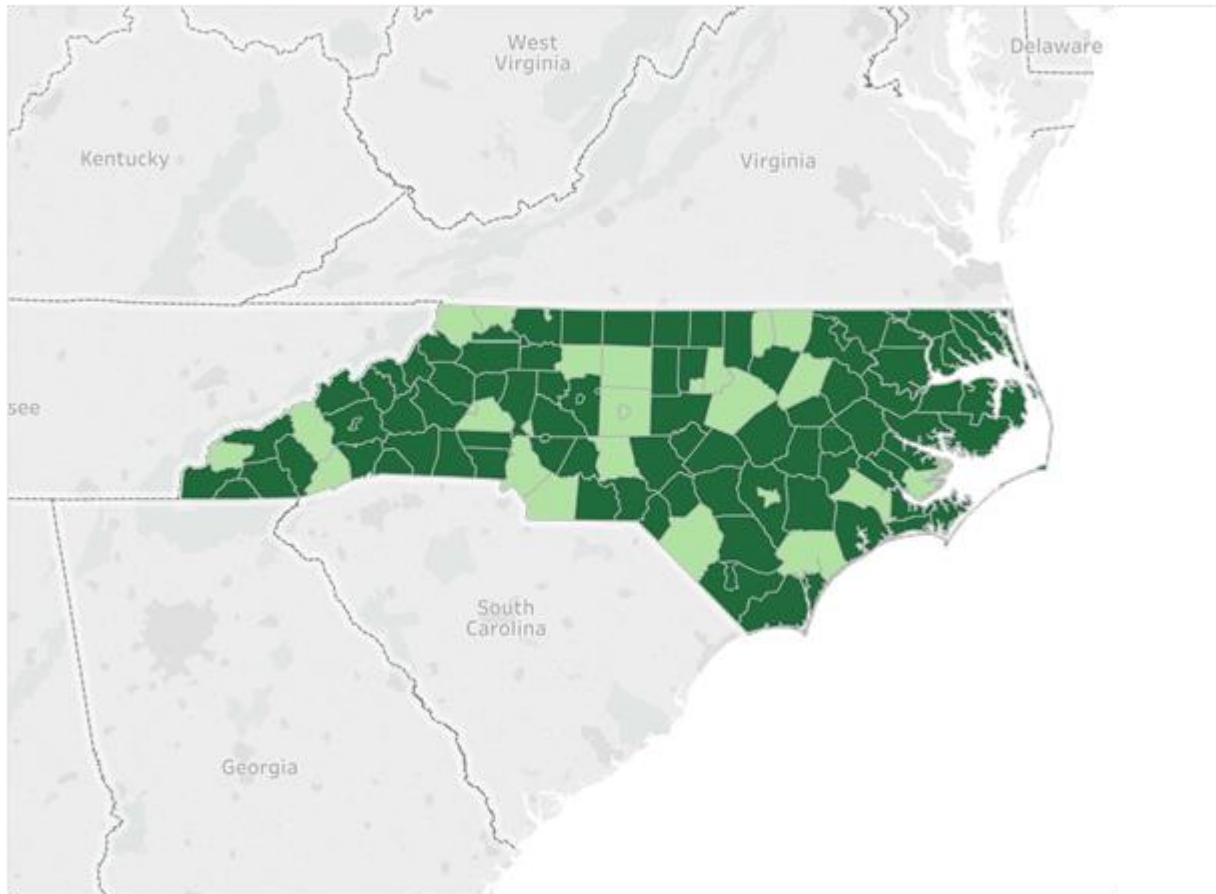 West
Virginia
Delaware
Kentucky
Virginia
see
South
Carolina
Georgia